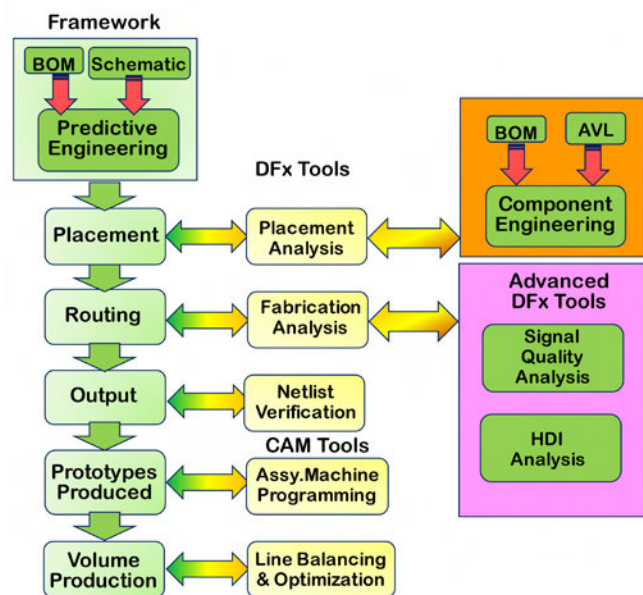 Framework
BOM
Schematic
Predictive
Engineering
DFx Tools
BOM
AVL
Component
Engineering
Placement
Placement
Analysis
Advanced
DFx Tools
Routing
Fabrication
Analysis
Signal
Quality
Analysis
Output
Netlist
Verification
HDI
Analysis
CAM Tools
Prototypes
Produced
Assy.Machine
Programming
Volume
Production
Line Balancing
& Optimization